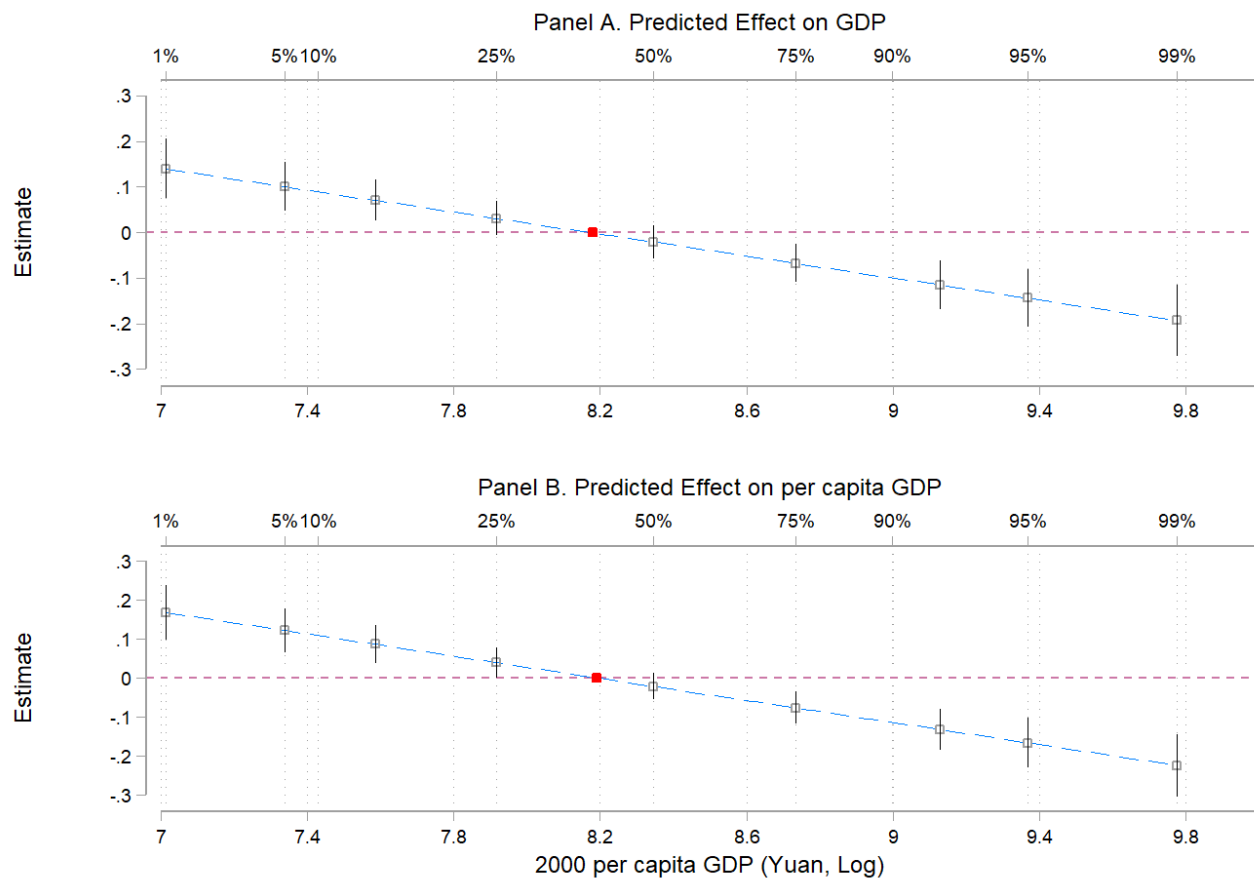 Panel A. Predicted Effect on GDP
1% 5% 10% 25% 50% 75% 90% 95% 99%
.3
.2
.1
0
-.1
-.2
-.3
Estimate
7 7.4 7.8 8.2 8.6 9 9.4 9.8
Panel B. Predicted Effect on per capita GDP
1% 5% 10% 25% 50% 75% 90% 95% 99%
.3
.2
.1
0
-.1
-.2
-.3
Estimate
7 7.4 7.8 8.2 8.6 9 9.4 9.8
2000 per capita GDP (Yuan, Log)